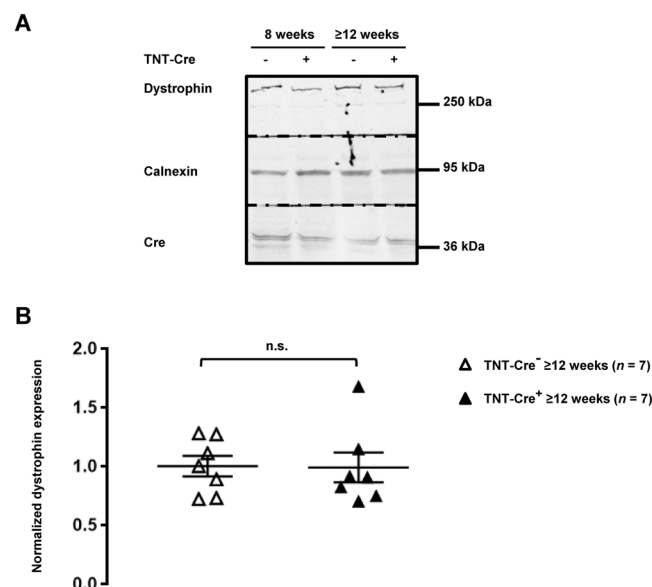 A
8 weeks ≥12 weeks
TNT-Cre - + - +
Dystrophin
250 kDa
Calnexin
95 kDa
Cre
36 kDa
B
n.s.
Normalized dystrophin expression
2.0
1.5
1.0
0.5
0.0
TNT-Cre⁻ ≥12 weeks (n = 7)
TNT-Cre⁺ ≥12 weeks (n = 7)